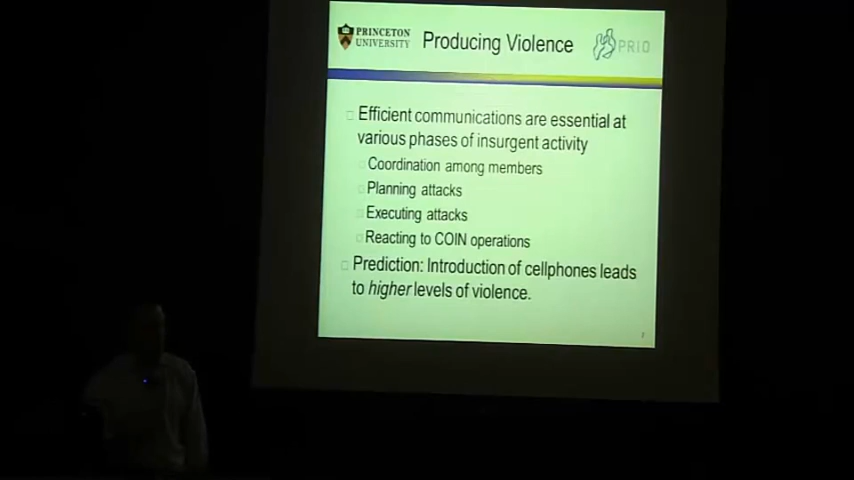 PRINCETON
UNIVERSITY
Producing Violence
PRIO
Efficient communications are essential at
various phases of insurgent activity
Coordination among members
Planning attacks
Executing attacks
Reacting to COIN operations
Prediction: Introduction of cellphones leads
to higher levels of violence.